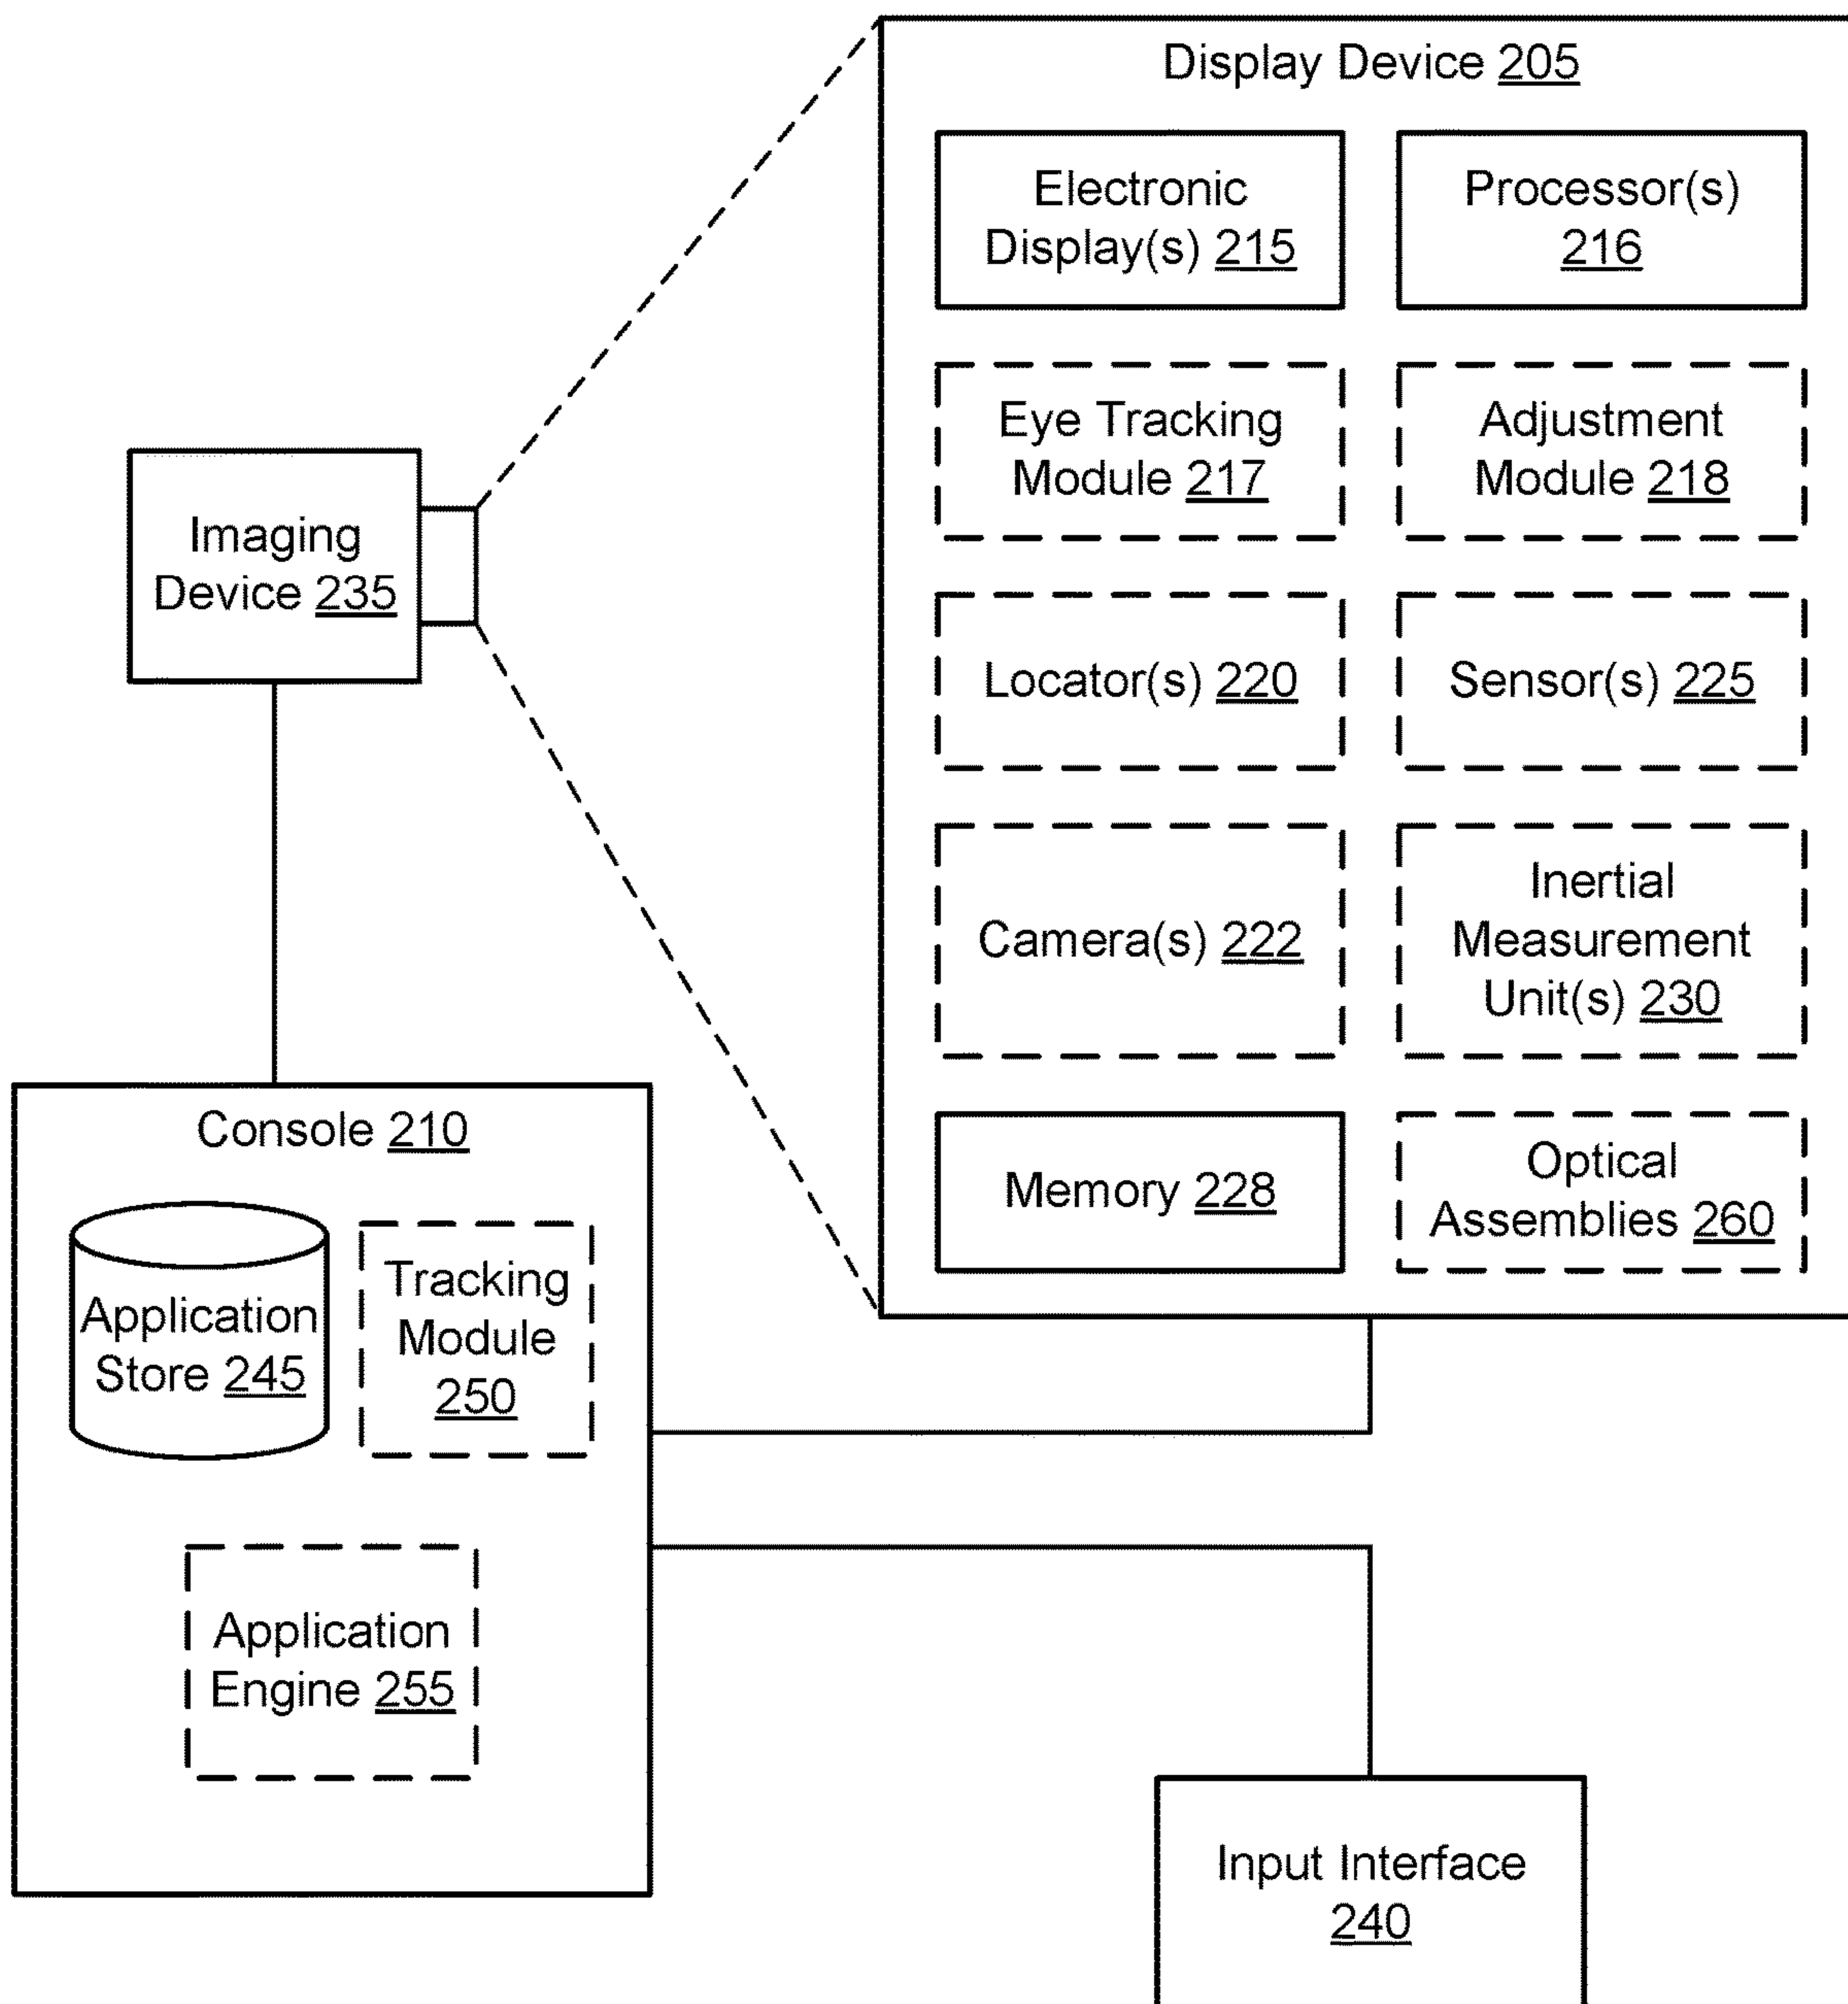 Display Device 205
Electronic
Display(s) 215
Processor(s)
216
Eye Tracking
Module 217
Adjustment
Module 218
Imaging
Device 235
Locator(s) 220
Sensor(s) 225
Camera(s) 222
Inertial
Measurement
Unit(s) 230
Console 210
Memory 228
Optical
Assemblies 260
Application
Store 245
Tracking
Module
250
Application
Engine 255
Input Interface
240